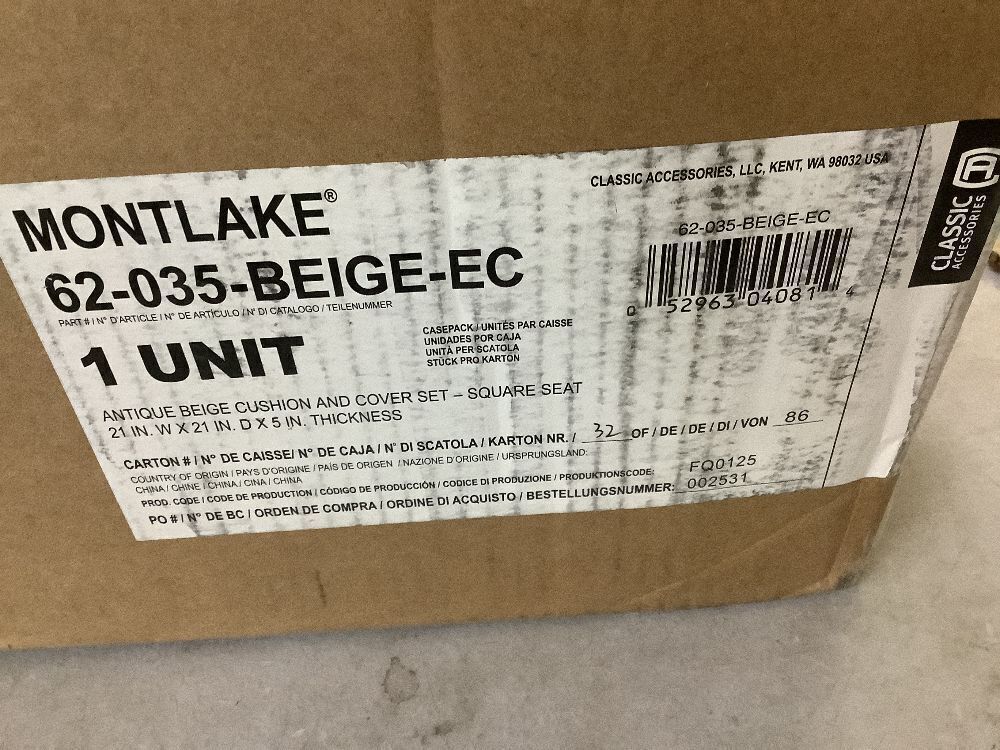 MONTLAKE®
62-035-BEIGE-EC
PART # / N° D'ARTICLE / N° DE ARTÍCULO / N° DI CATALOGO / TEILENUMMER
1 UNIT
CASEPACK / UNITÉS PAR CAISSE
UNIDADES POR CAJA
UNITÀ PER SCATOLA
STÜCK PRO KARTON
ANTIQUE BEIGE CUSHION AND COVER SET – SQUARE SEAT
21 IN. W X 21 IN. D X 5 IN. THICKNESS
CARTON # / N° DE CAISSE/ N° DE CAJA / N° DI SCATOLA / KARTON NR. / 32 OF / DE / DE / DI / VON 86
COUNTRY OF ORIGIN / PAYS D'ORIGINE / PAÍS DE ORIGEN / NAZIONE D'ORIGINE / URSPRUNGSLAND:
CHINA / CHINE / CHINA / CINA / CHINA
PROD. CODE / CODE DE PRODUCTION / CÓDIGO DE PRODUCCIÓN / CODICE DI PRODUZIONE / PRODUKTIONSCODE: FQ0125
PO # / N° DE BC / ORDEN DE COMPRA / ORDINE DI ACQUISTO / BESTELLUNGSNUMMER: 002531
CLASSIC ACCESSORIES, LLC, KENT, WA 98032 USA
62-035-BEIGE-EC
0 52963 04081 4
CLASSIC
ACCESSORIES